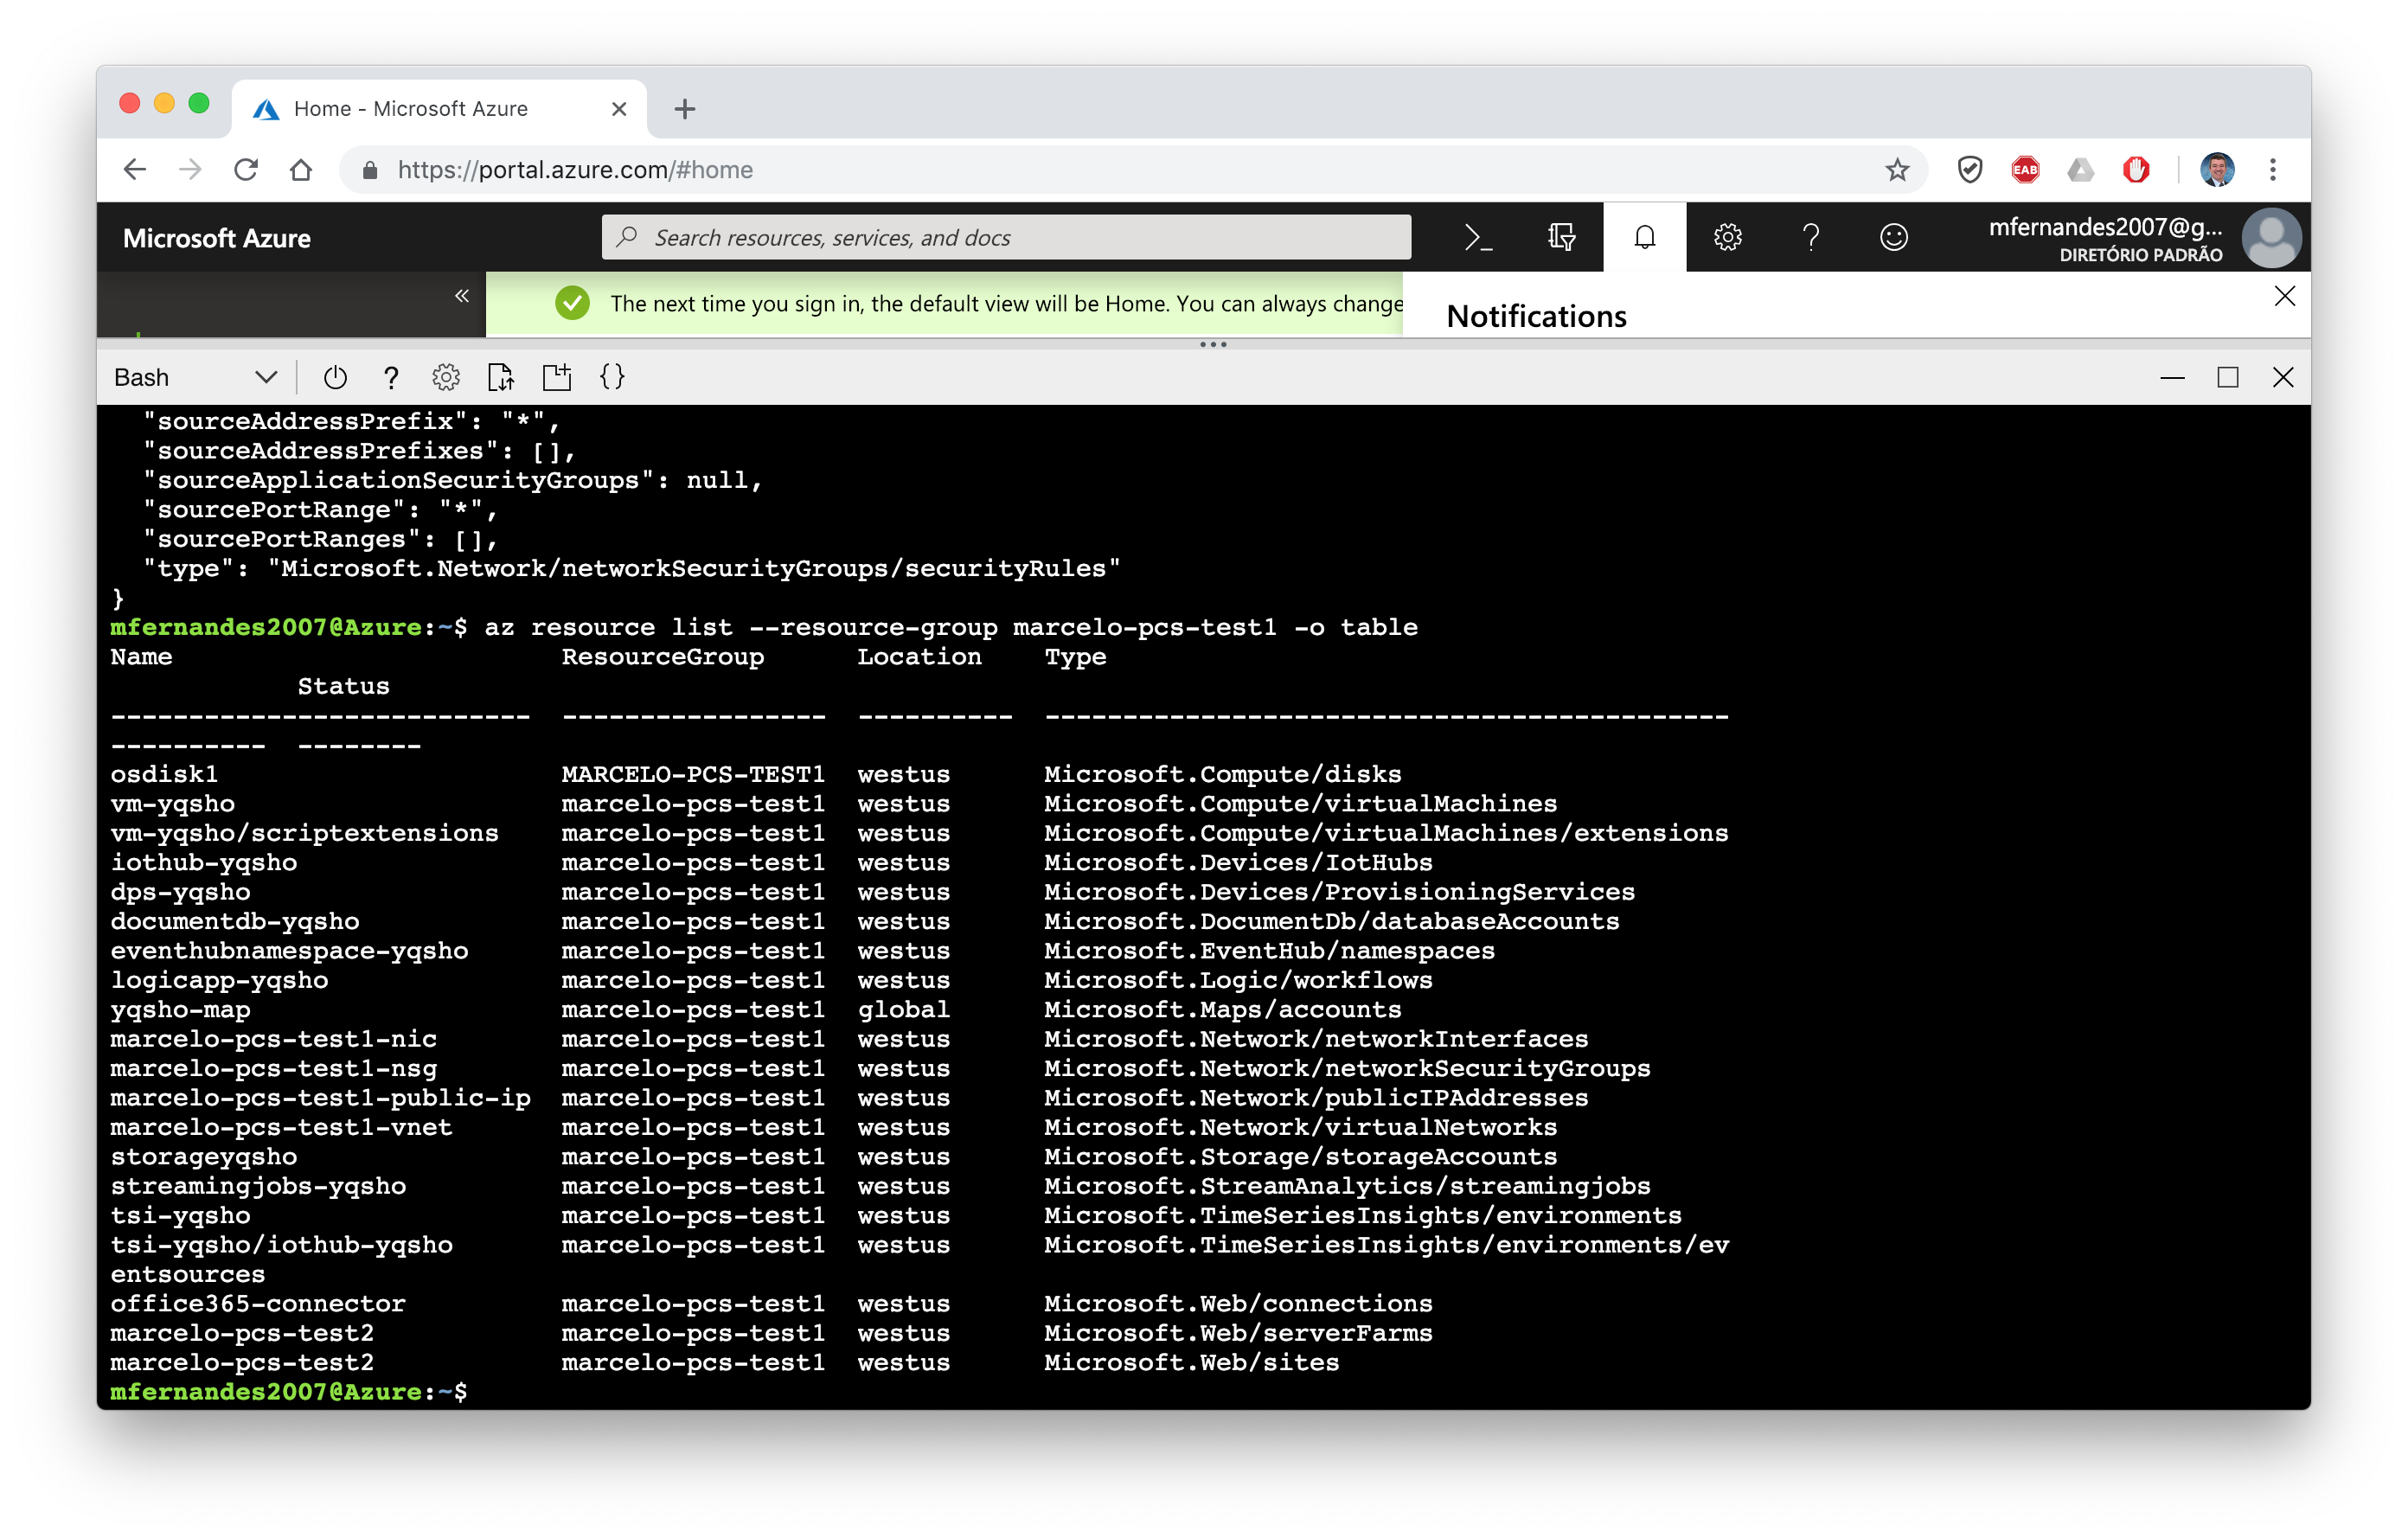 Home - Microsoft Azure
https://portal.azure.com/#home
EAB
Microsoft Azure
Search resources, services, and docs
mfernandes2007@g...
DIRETÓRIO PADRÃO
The next time you sign in, the default view will be Home. You can always change
Notifications
Bash
"sourceAddressPrefix": "*",
"sourceAddressPrefixes": [],
"sourceApplicationSecurityGroups": null,
"sourcePortRange": "*",
"sourcePortRanges": [],
"type": "Microsoft.Network/networkSecurityGroups/securityRules"
}
mfernandes2007@Azure:~$ az resource list --resource-group marcelo-pcs-test1 -o table
Name ResourceGroup Location Type
Status
--------------------------- ----------------- ---------- --------------------------------------------
---------- --------
osdisk1 MARCELO-PCS-TEST1 westus Microsoft.Compute/disks
vm-yqsho marcelo-pcs-test1 westus Microsoft.Compute/virtualMachines
vm-yqsho/scriptextensions marcelo-pcs-test1 westus Microsoft.Compute/virtualMachines/extensions
iothub-yqsho marcelo-pcs-test1 westus Microsoft.Devices/IotHubs
dps-yqsho marcelo-pcs-test1 westus Microsoft.Devices/ProvisioningServices
documentdb-yqsho marcelo-pcs-test1 westus Microsoft.DocumentDb/databaseAccounts
eventhubnamespace-yqsho marcelo-pcs-test1 westus Microsoft.EventHub/namespaces
logicapp-yqsho marcelo-pcs-test1 westus Microsoft.Logic/workflows
yqsho-map marcelo-pcs-test1 global Microsoft.Maps/accounts
marcelo-pcs-test1-nic marcelo-pcs-test1 westus Microsoft.Network/networkInterfaces
marcelo-pcs-test1-nsg marcelo-pcs-test1 westus Microsoft.Network/networkSecurityGroups
marcelo-pcs-test1-public-ip marcelo-pcs-test1 westus Microsoft.Network/publicIPAddresses
marcelo-pcs-test1-vnet marcelo-pcs-test1 westus Microsoft.Network/virtualNetworks
storageyqsho marcelo-pcs-test1 westus Microsoft.Storage/storageAccounts
streamingjobs-yqsho marcelo-pcs-test1 westus Microsoft.StreamAnalytics/streamingjobs
tsi-yqsho marcelo-pcs-test1 westus Microsoft.TimeSeriesInsights/environments
tsi-yqsho/iothub-yqsho marcelo-pcs-test1 westus Microsoft.TimeSeriesInsights/environments/ev
entsources
office365-connector marcelo-pcs-test1 westus Microsoft.Web/connections
marcelo-pcs-test2 marcelo-pcs-test1 westus Microsoft.Web/serverFarms
marcelo-pcs-test2 marcelo-pcs-test1 westus Microsoft.Web/sites
mfernandes2007@Azure:~$